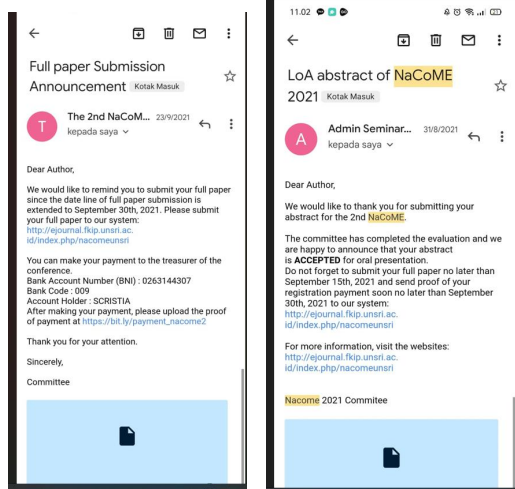 Full paper Submission
Announcement Kotak Masuk
T
The 2nd NaCoM... 23/9/2021
kepada saya
Dear Author,
We would like to remind you to submit your full paper
since the date line of full paper submission is
extended to September 30th, 2021. Please submit
your full paper to our system:
http://ejournal.fkip.unsri.ac.
id/index.php/nacomeunsri
You can make your payment to the treasurer of the
conference.
Bank Account Number (BNI) : 0263144307
Bank Code : 009
Account Holder : SCRISTIA
After making your payment, please upload the proof
of payment at https://bit.ly/payment_nacome2
Thank you for your attention.
Sincerely,
Committee
11.02
LoA abstract of NaCoME
2021 Kotak Masuk
A
Admin Seminar... 31/8/2021
kepada saya
Dear Author,
We would like to thank you for submitting your
abstract for the 2nd NaCoME.
The committee has completed the evaluation and we
are happy to announce that your abstract
is ACCEPTED for oral presentation.
Do not forget to submit your full paper no later than
September 15th, 2021 and send proof of your
registration payment soon no later than September
30th, 2021 to our system:
http://ejournal.fkip.unsri.ac.
id/index.php/nacomeunsri
For more information, visit the websites:
http://ejournal.fkip.unsri.ac.
id/index.php/nacomeunsri
Nacome 2021 Commitee